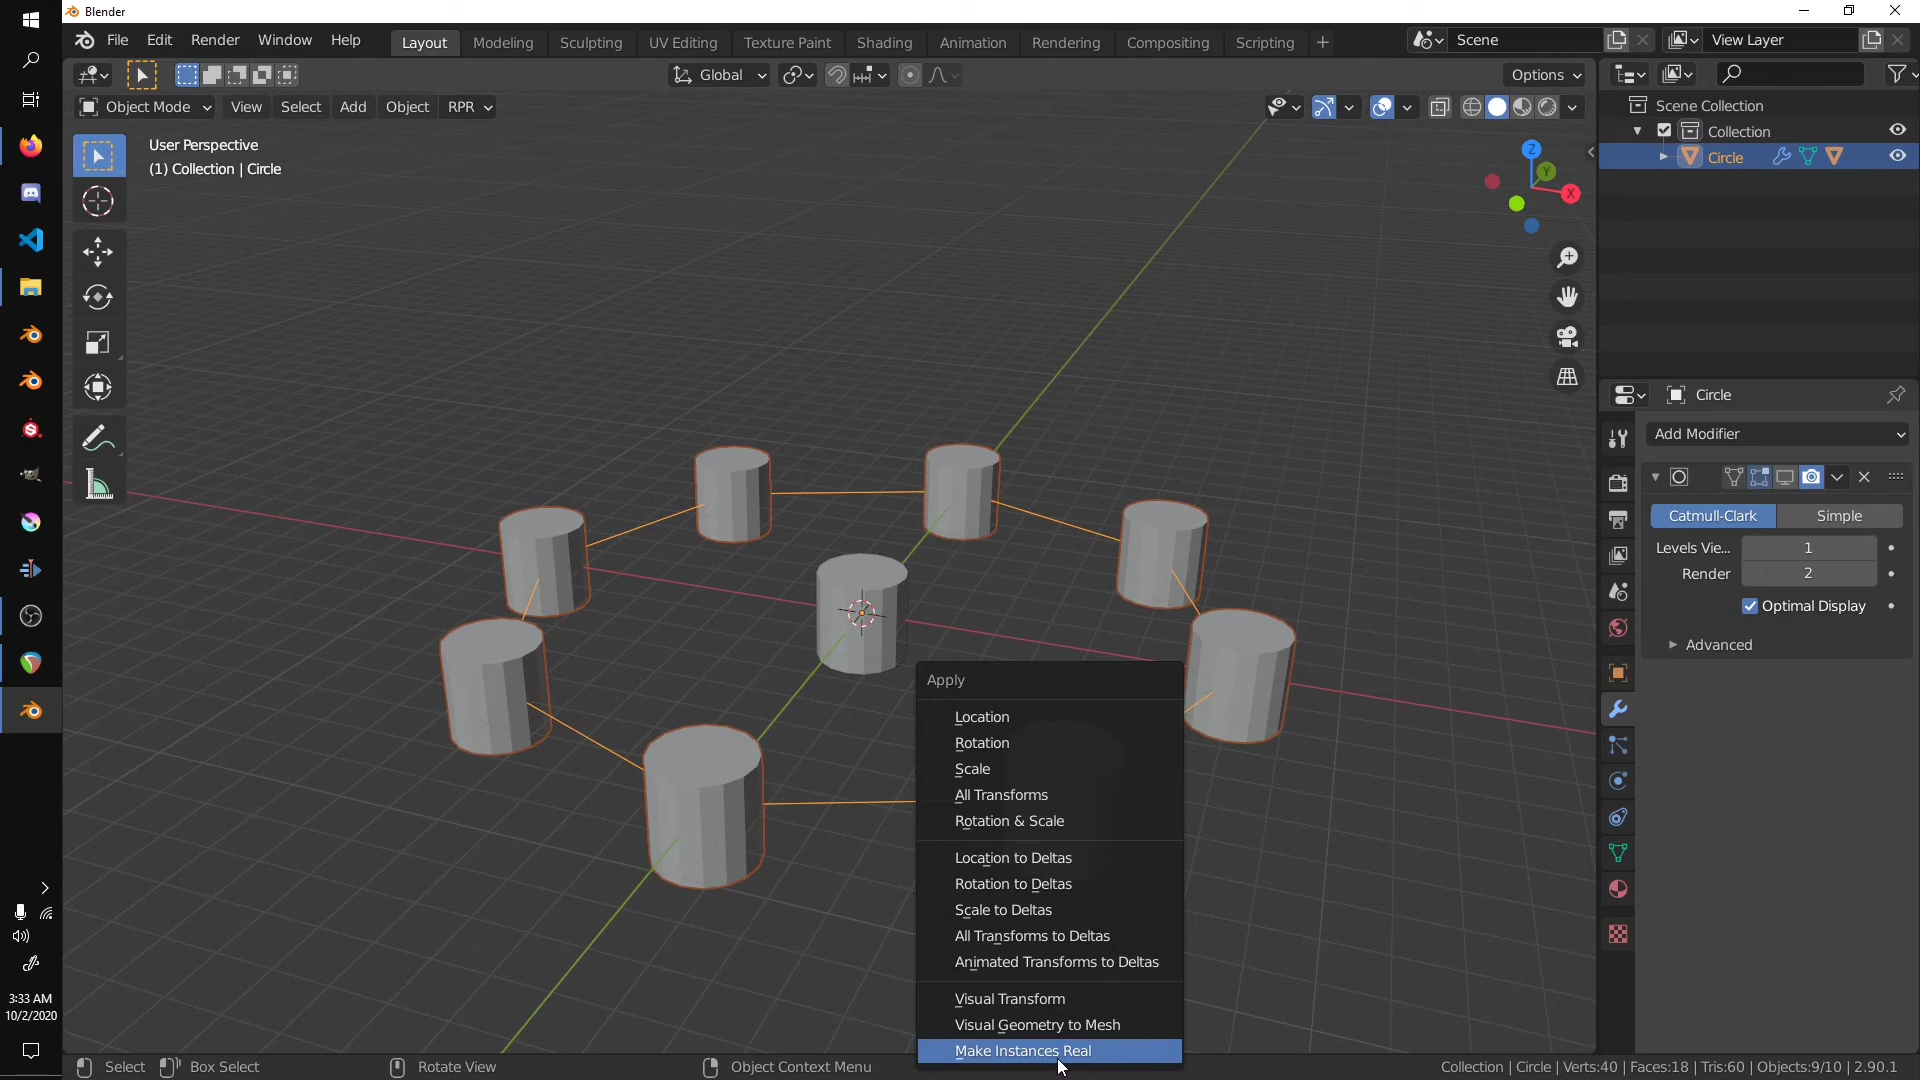 Blender
File Edit Render Window Help
Layout Modeling Sculpting UV Editing Texture Paint Shading Animation Rendering Compositing Scripting +
Scene
View Layer
Global
Options
Object Mode View Select Add Object RPR
User Perspective
(1) Collection | Circle
Z
Y
X
Scene Collection
Collection
Circle
Circle
Add Modifier
Catmull-Clark Simple
Levels Vie... 1
Render 2
Optimal Display
Advanced
Apply
Location
Rotation
Scale
All Transforms
Rotation & Scale
Location to Deltas
Rotation to Deltas
Scale to Deltas
All Transforms to Deltas
Animated Transforms to Deltas
Visual Transform
Visual Geometry to Mesh
Make Instances Real
3:33 AM
10/2/2020
Select Box Select Rotate View Object Context Menu
Collection | Circle | Verts:40 | Faces:18 | Tris:60 | Objects:9/10 | 2.90.1